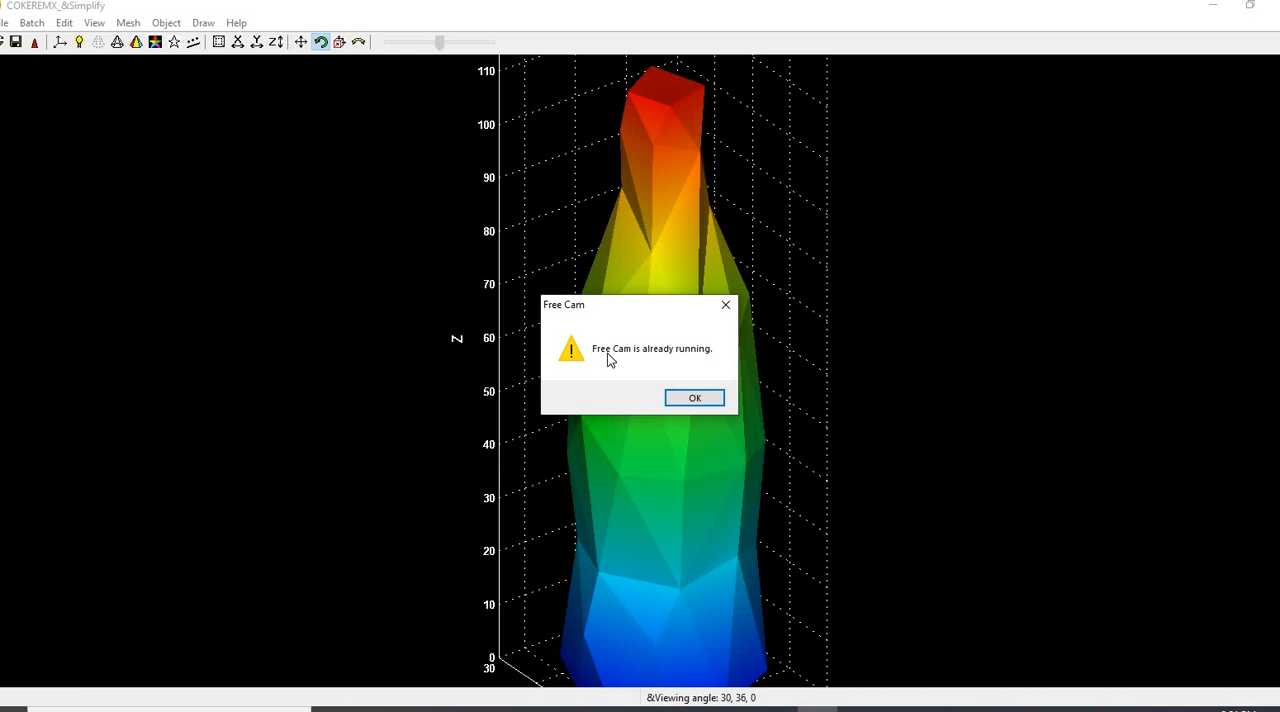 COKEREMX_&Simplify
le Batch Edit View Mesh Object Draw Help
Z
110
100
90
80
70
60
50
40
30
20
10
0
30
Z
Free Cam
Free Cam is already running.
OK
&Viewing angle: 30, 36, 0